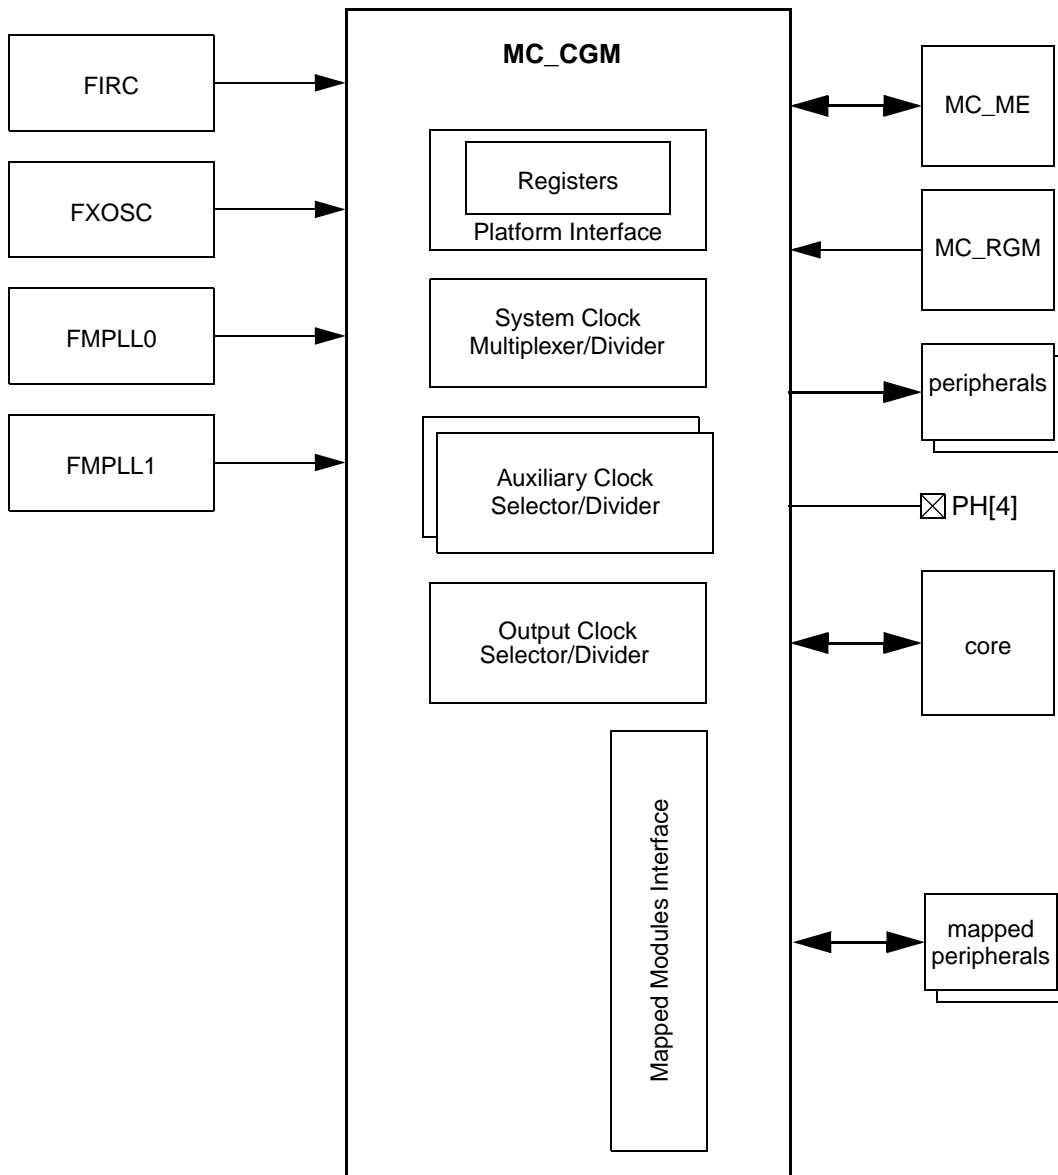 MC_CGM
FIRC
FXOSC
FMPLL0
FMPLL1
Registers
Platform Interface
System Clock
Multiplexer/Divider
Auxiliary Clock
Selector/Divider
Output Clock
Selector/Divider
Mapped Modules Interface
MC_ME
MC_RGM
peripherals
PH[4]
core
mapped
peripherals